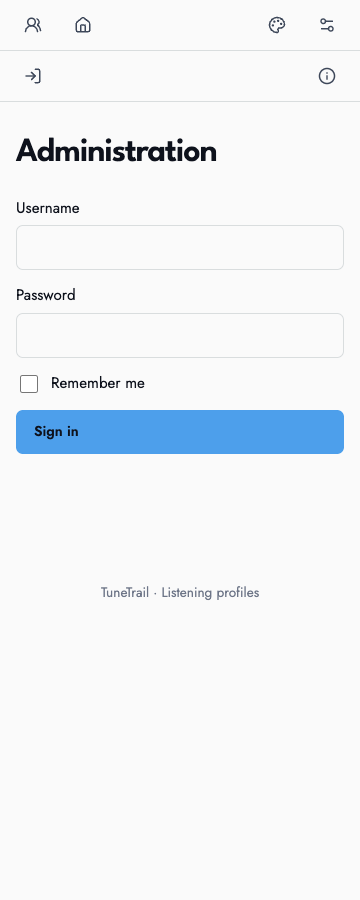 Administration
Username
Password
Remember me
Sign in
TuneTrail · Listening profiles